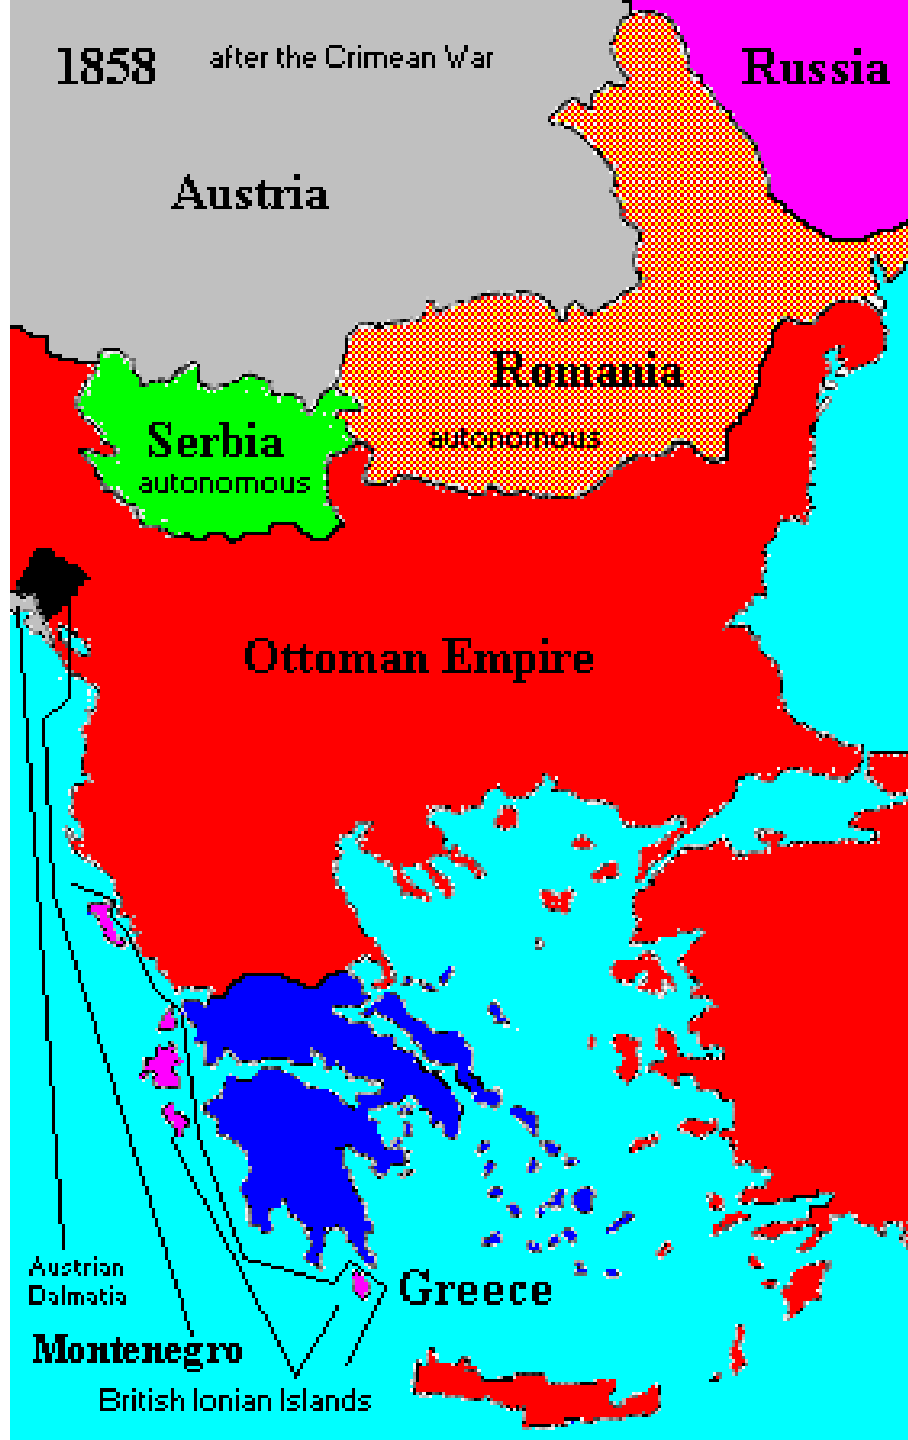 1858 after the Crimean War
Russia
Austria
Romania
autonomous
Serbia
autonomous
Ottoman Empire
Austrian
Dalmatia
Greece
Montenegro
British Ionian Islands